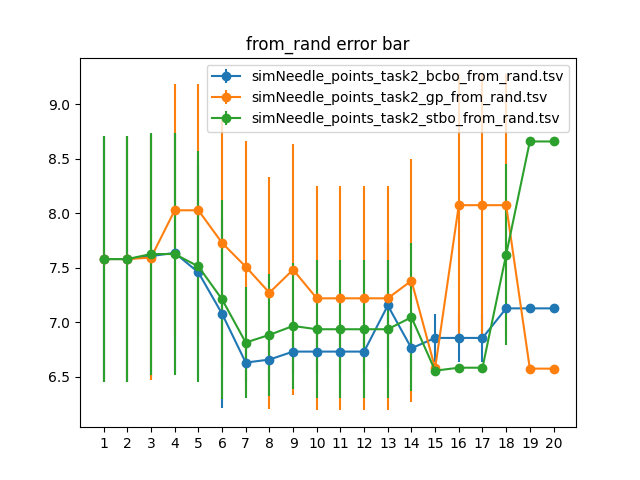 from_rand error bar
simNeedle_points_task2_bcbo_from_rand.tsv
simNeedle_points_task2_gp_from_rand.tsv
simNeedle_points_task2_stbo_from_rand.tsv
9.0
8.5
8.0
7.5
7.0
6.5
1 2 3 4 5 6 7 8 9 10 11 12 13 14 15 16 17 18 19 20